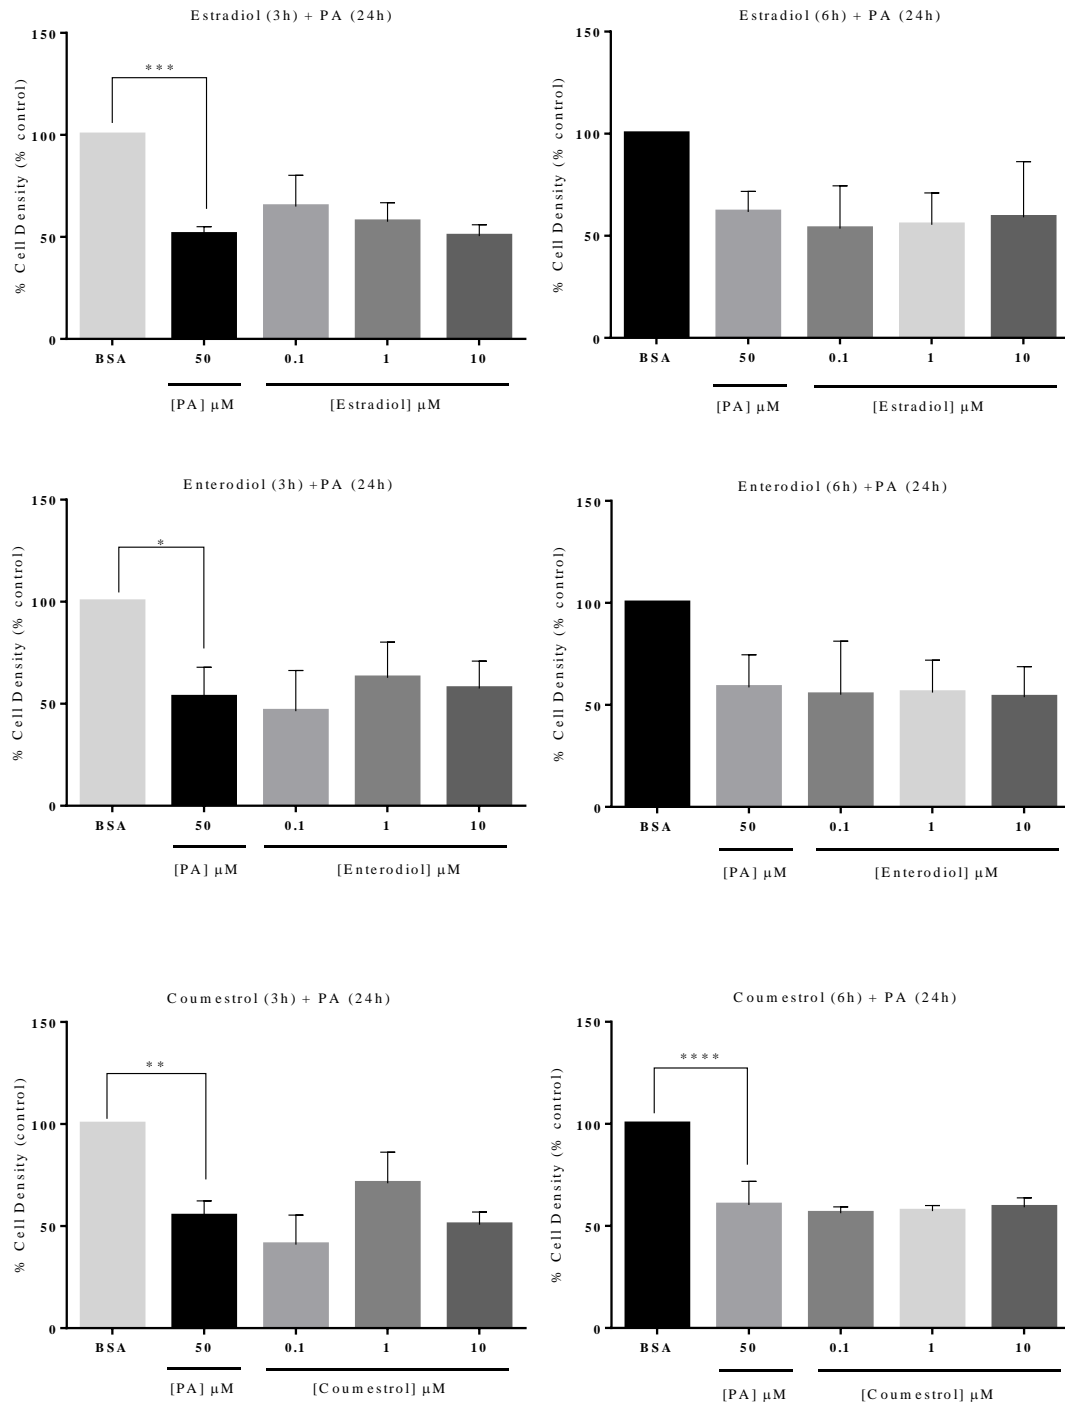 Estradiol (3h) + PA (24h)
% Cell Density (% control)
150
***
100
50
0
BSA 50 0.1 1 10
[PA] µM [Estradiol] µM
Estradiol (6h) + PA (24h)
% Cell Density (% control)
150
100
50
0
BSA 50 0.1 1 10
[PA] µM [Estradiol] µM
Enterodiol (3h) +PA (24h)
% Cell Density (% control)
150
*
100
50
0
BSA 50 0.1 1 10
[PA] µM [Enterodiol] µM
Enterodiol (6h) +PA (24h)
% Cell Density (% control)
150
100
50
0
BSA 50 0.1 1 10
[PA] µM [Enterodiol] µM
Coumestrol (3h) + PA (24h)
% Cell Density (control)
150
**
100
50
0
BSA 50 0.1 1 10
[PA] µM [Coumestrol] µM
Coumestrol (6h) + PA (24h)
% Cell Density (% control)
150
****
100
50
0
BSA 50 0.1 1 10
[PA] µM [Coumestrol] µM